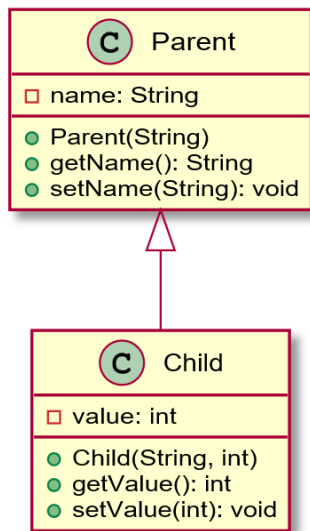 C Parent
name: String
Parent(String)
getName(): String
setName(String): void
C Child
value: int
Child(String, int)
getValue(): int
setValue(int): void